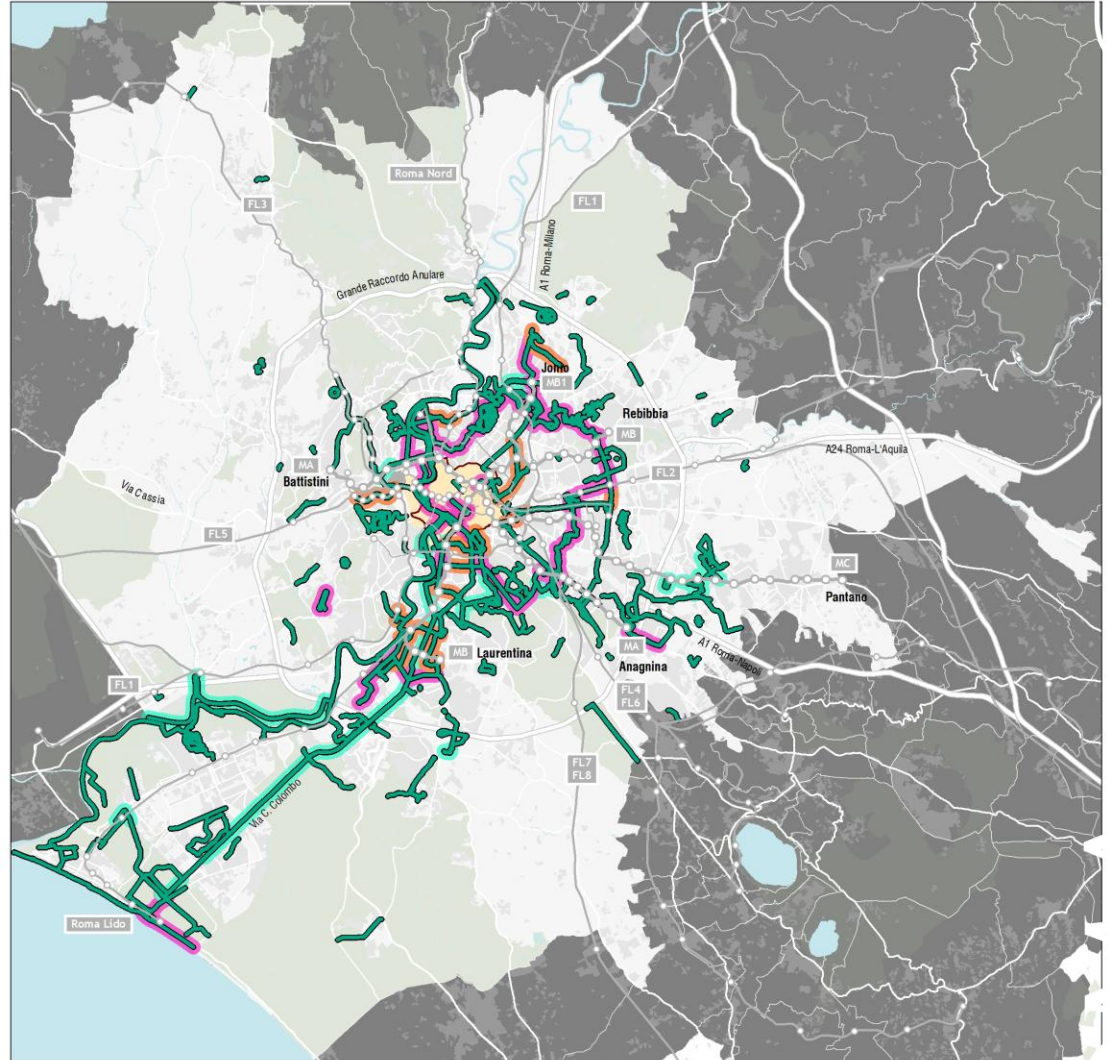 Roma Nord
FL3
FL1
A1 Roma-Milano
Grande Raccordo Anulare
Jonio
MB1
Rebibbia
MB
A24 Roma-L'Aquila
MA
Battistini
FL2
Via Cassia
FL5
MC
Pantano
MB
Laurentina
MA
Anagnina
A1 Roma-Napoli
FL1
FL4
FL6
FL7
FL8
Via C. Colombo
Roma Lido